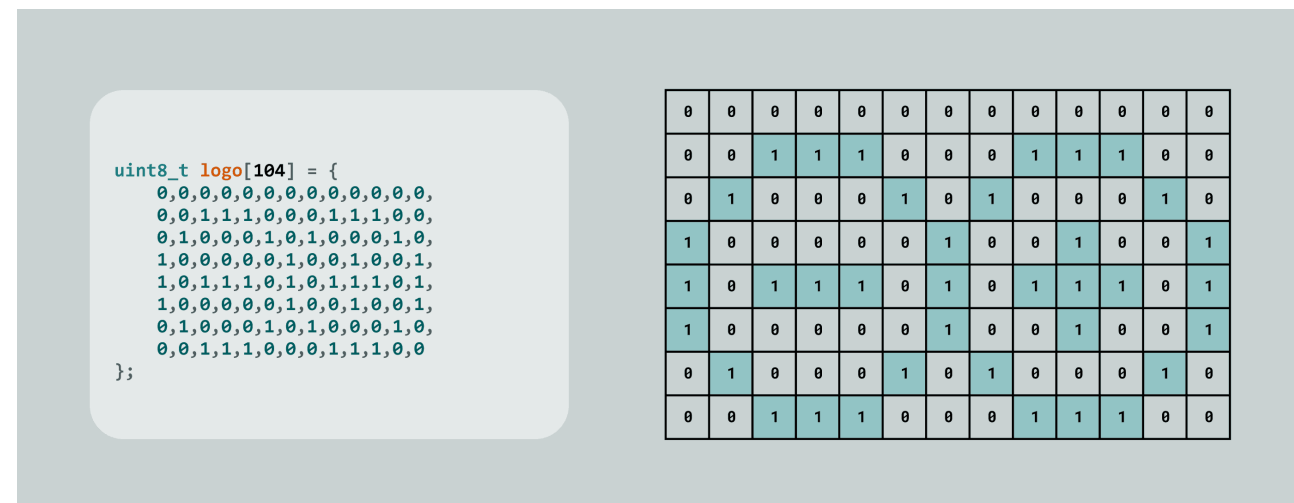 uint8_t logo[104] = {
0,0,0,0,0,0,0,0,0,0,0,0,0,
0,0,1,1,1,0,0,0,1,1,1,0,0,
0,1,0,0,0,1,0,1,0,0,0,1,0,
1,0,0,0,0,0,1,0,0,1,0,0,1,
1,0,1,1,1,0,1,0,1,1,1,0,1,
1,0,0,0,0,0,1,0,0,1,0,0,1,
0,1,0,0,0,1,0,1,0,0,0,1,0,
0,0,1,1,1,0,0,0,1,1,1,0,0
};
0 0 0 0 0 0 0 0 0 0 0 0 0
0 0 1 1 1 0 0 0 1 1 1 0 0
0 1 0 0 0 1 0 1 0 0 0 1 0
1 0 0 0 0 0 1 0 0 1 0 0 1
1 0 1 1 1 0 1 0 1 1 1 0 1
1 0 0 0 0 0 1 0 0 1 0 0 1
0 1 0 0 0 1 0 1 0 0 0 1 0
0 0 1 1 1 0 0 0 1 1 1 0 0